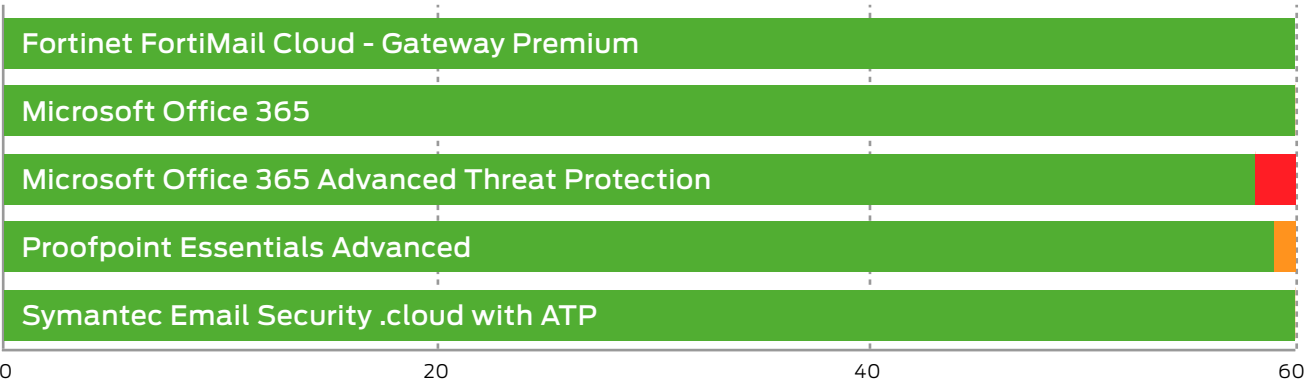 Fortinet FortiMail Cloud - Gateway Premium
Microsoft Office 365
Microsoft Office 365 Advanced Threat Protection
Proofpoint Essentials Advanced
Symantec Email Security .cloud with ATP
0 20 40 60